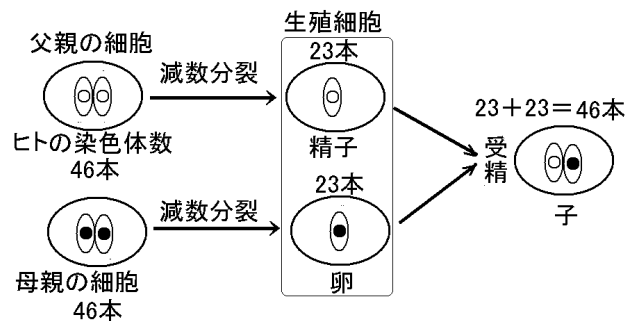 生殖細胞
父親の細胞
減数分裂
23本
ヒトの染色体数
46本
精子
23＋23＝46本
受精
子
母親の細胞
46本
減数分裂
23本
卵